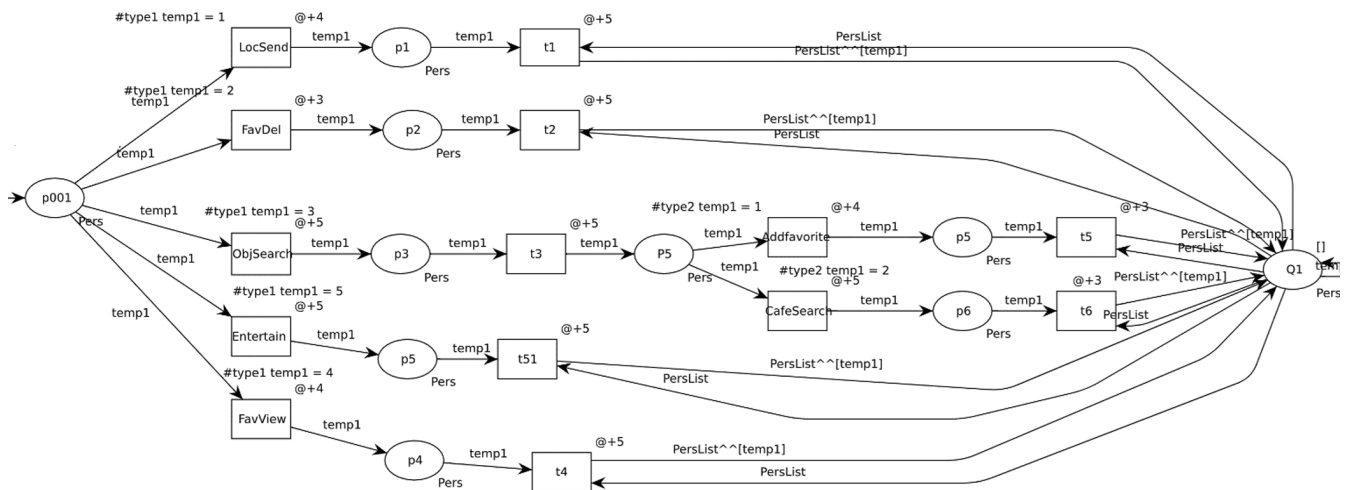 #type1 temp1 = 1
@+4
LocSend
temp1
p1
Pers
temp1
@+5
t1
PersList
PersList^^[temp1]
#type1 temp1 = 2
temp1
@+3
FavDel
temp1
p2
Pers
temp1
@+5
t2
PersList^^[temp1]
PersList
temp1
p001
Pers
temp1
#type1 temp1 = 3
@+5
ObjSearch
temp1
p3
Pers
temp1
@+5
t3
temp1
P5
Pers
#type2 temp1 = 1
temp1
@+4
Addfavorite
temp1
p5
Pers
temp1
@+3
t5
PersList^^[temp1]
PersList
temp1
#type2 temp1 = 2
@+5
CafeSearch
temp1
p6
Pers
temp1
@+3
t6
PersList^^[temp1]
PersList
Q1
[]
Pers
temp1
#type1 temp1 = 5
@+5
Entertain
p5
Pers
temp1
@+5
t51
PersList^^[temp1]
PersList
temp1
#type1 temp1 = 4
@+4
FavView
temp1
p4
Pers
temp1
@+5
t4
PersList^^[temp1]
PersList